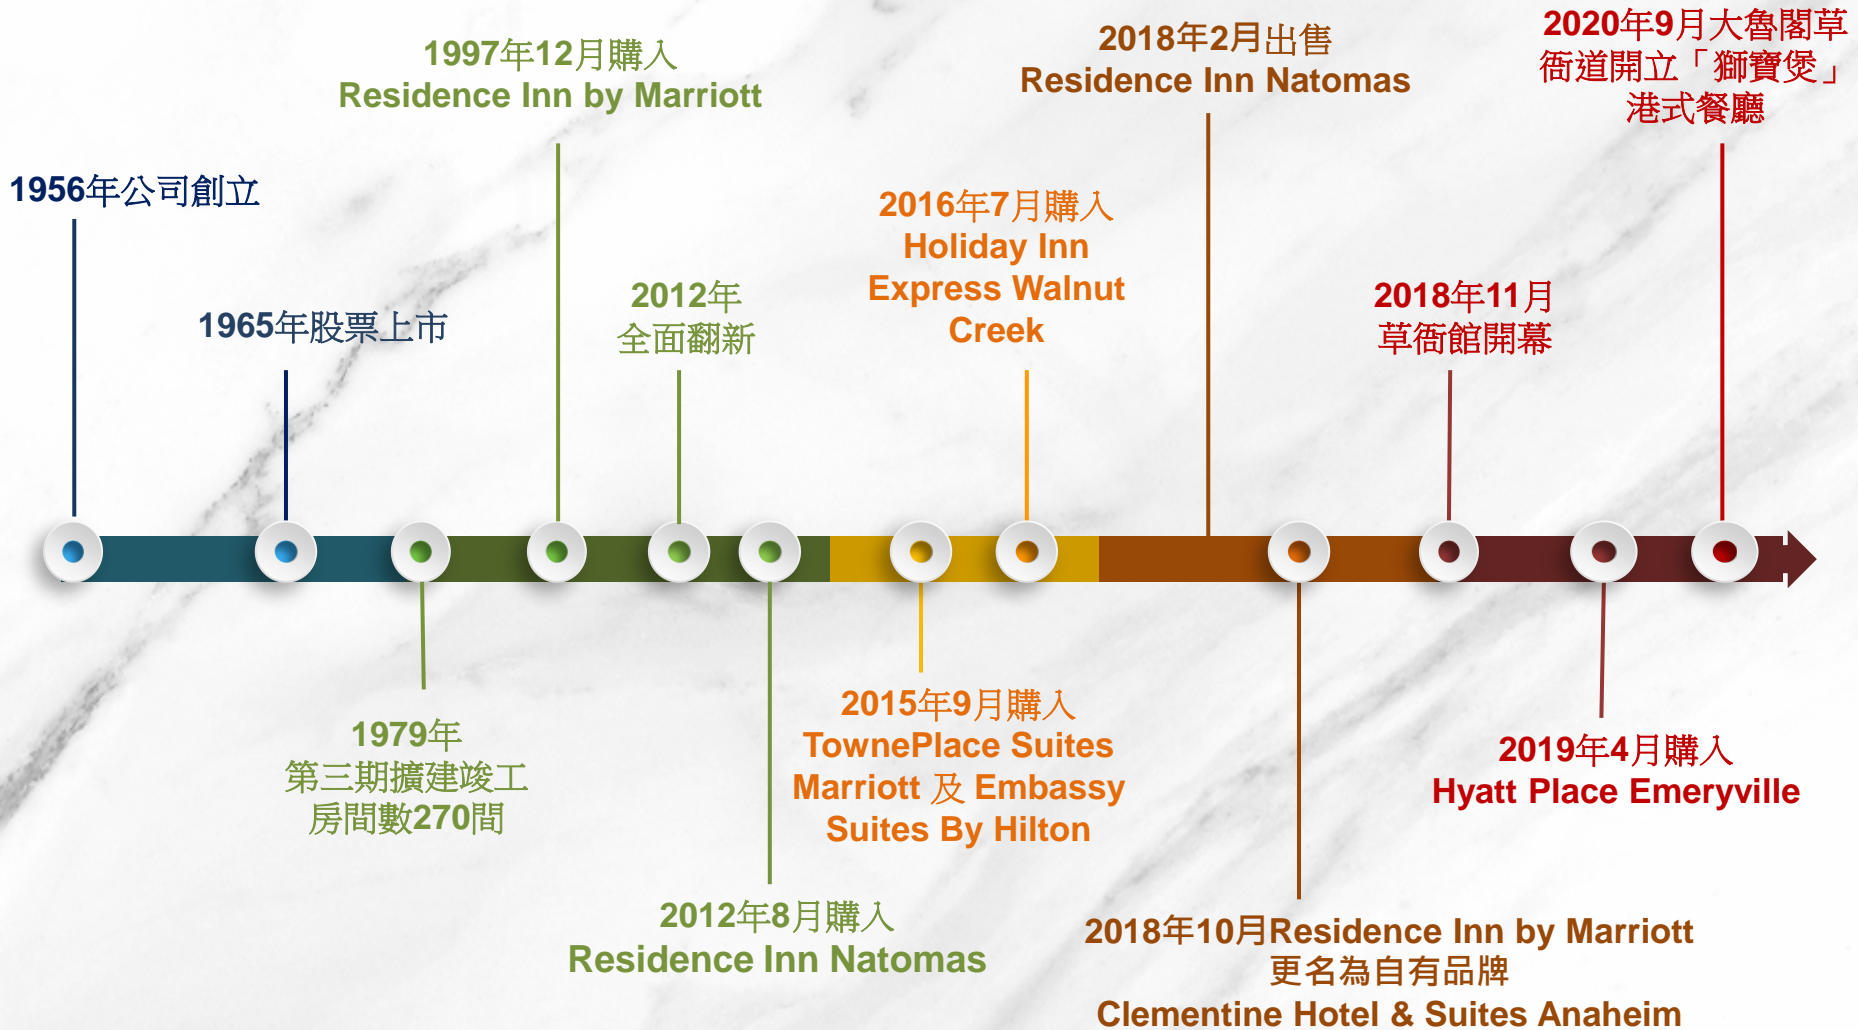 1956年公司創立
1965年股票上市
1979年
第三期擴建竣工
房間數270間
1997年12月購入
Residence Inn by Marriott
2012年
全面翻新
2012年8月購入
Residence Inn Natomas
2015年9月購入
TownePlace Suites
Marriott 及 Embassy
Suites By Hilton
2016年7月購入
Holiday Inn
Express Walnut
Creek
2018年2月出售
Residence Inn Natomas
2018年10月Residence Inn by Marriott
更名為自有品牌
Clementine Hotel & Suites Anaheim
2018年11月
草衙館開幕
2019年4月購入
Hyatt Place Emeryville
2020年9月大魯閣草
衙道開立「獅寶煲」
港式餐廳